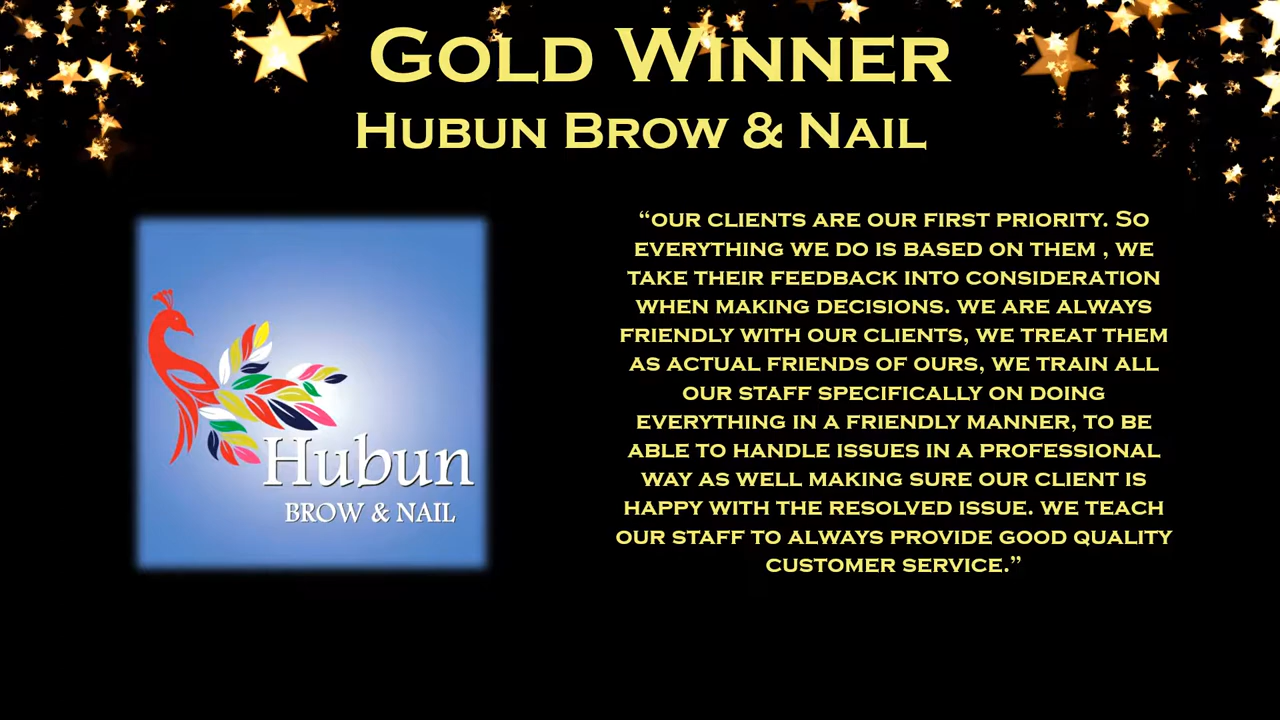 Gold Winner
Hubun Brow & Nail
“our clients are our first priority. So
everything we do is based on them , we
take their feedback into consideration
when making decisions. we are always
friendly with our clients, we treat them
as actual friends of ours, we train all
our staff specifically on doing
everything in a friendly manner, to be
able to handle issues in a professional
way as well making sure our client is
happy with the resolved issue. we teach
our staff to always provide good quality
customer service.”
Hubun
BROW & NAIL